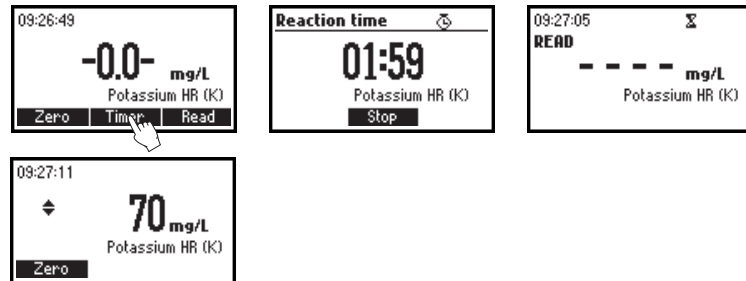 09:26:49
-0.0- mg/L
Potassium HR (K)
Zero Timer Read
Reaction time
01:59
Potassium HR (K)
Stop
09:27:05
READ
- - - - mg/L
Potassium HR (K)
09:27:11
70 mg/L
Potassium HR (K)
Zero